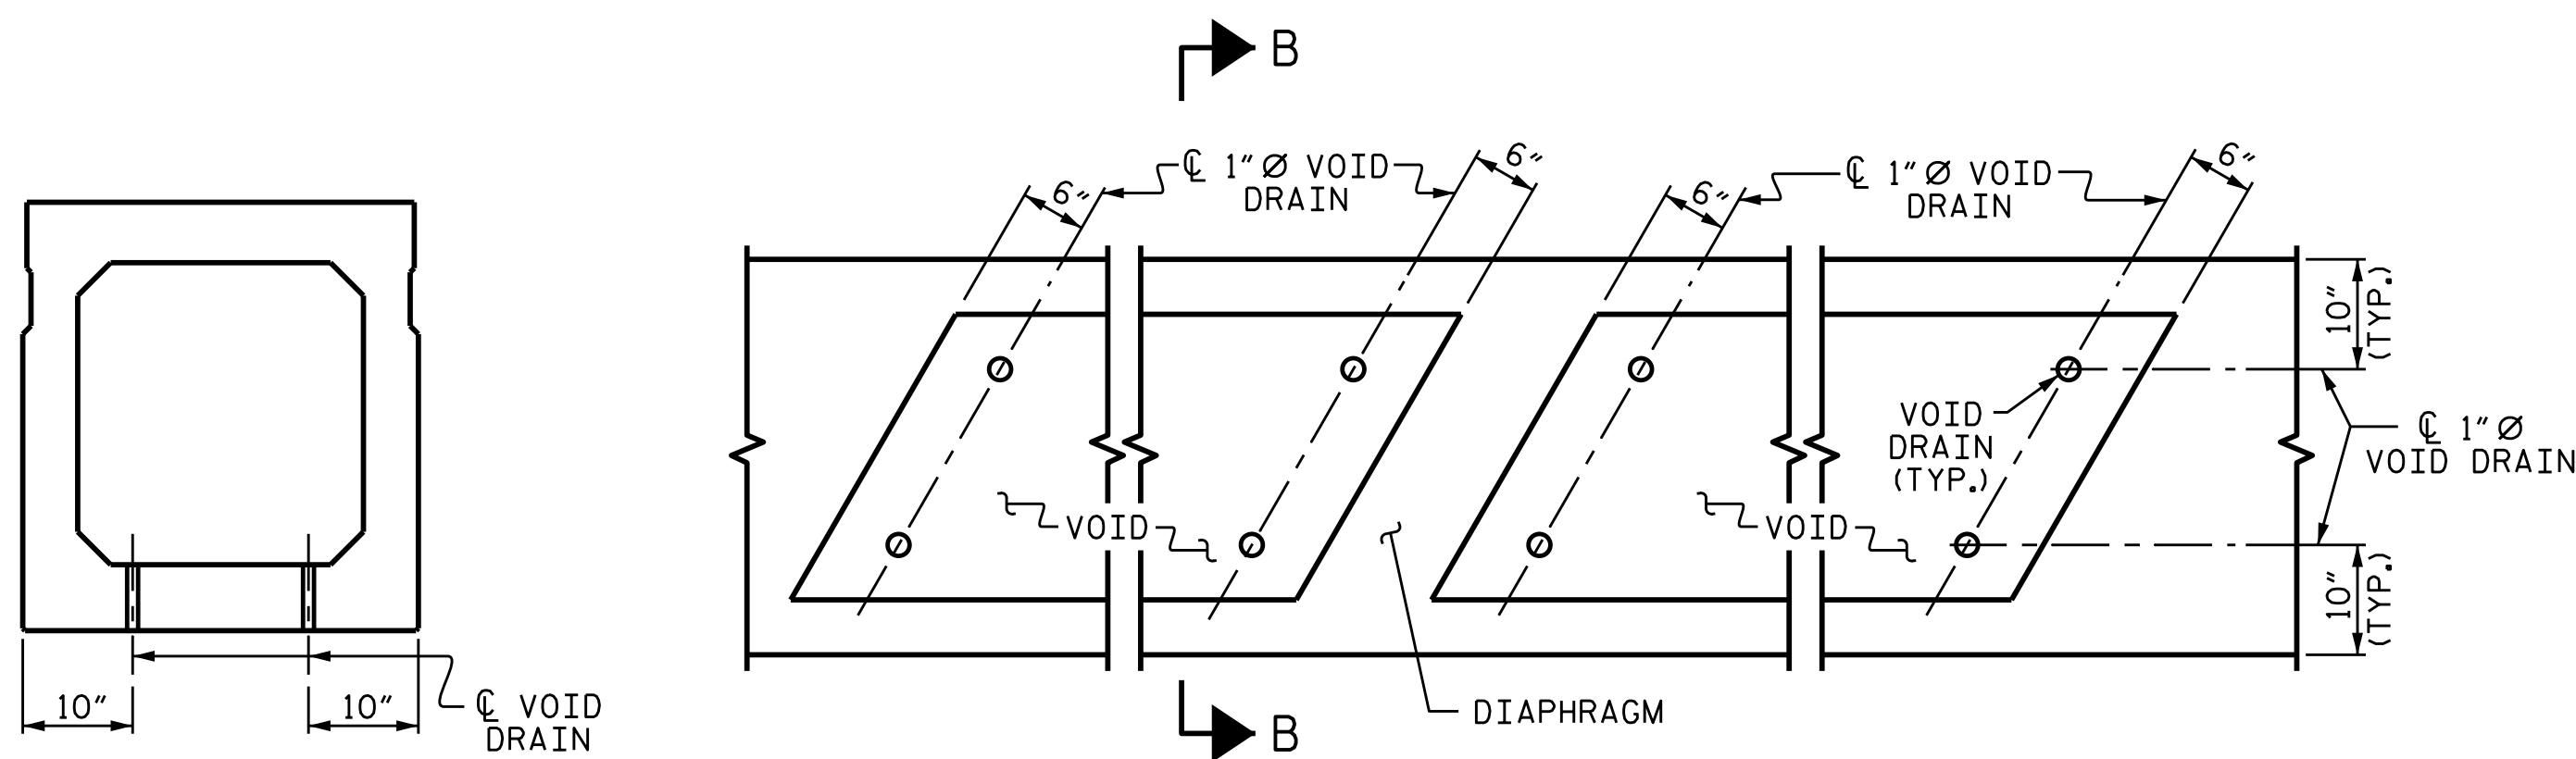 B
℄ 1"Ø VOID
DRAIN
6"
6"
℄ 1"Ø VOID
DRAIN
6"
6"
10"
(TYP.)
VOID
DRAIN
(TYP.)
℄ 1"Ø
VOID DRAIN
VOID
VOID
10"
(TYP.)
10"
10"
℄ VOID
DRAIN
DIAPHRAGM
B